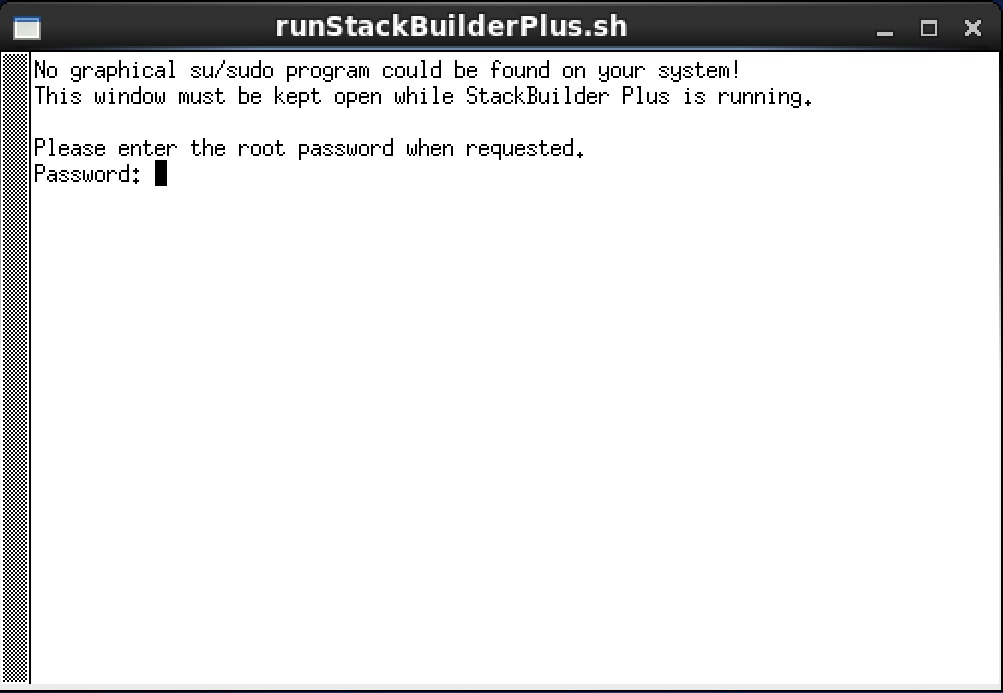 runStackBuilderPlus.sh
No graphical su/sudo program could be found on your system!
This window must be kept open while StackBuilder Plus is running.
Please enter the root password when requested.
Password: